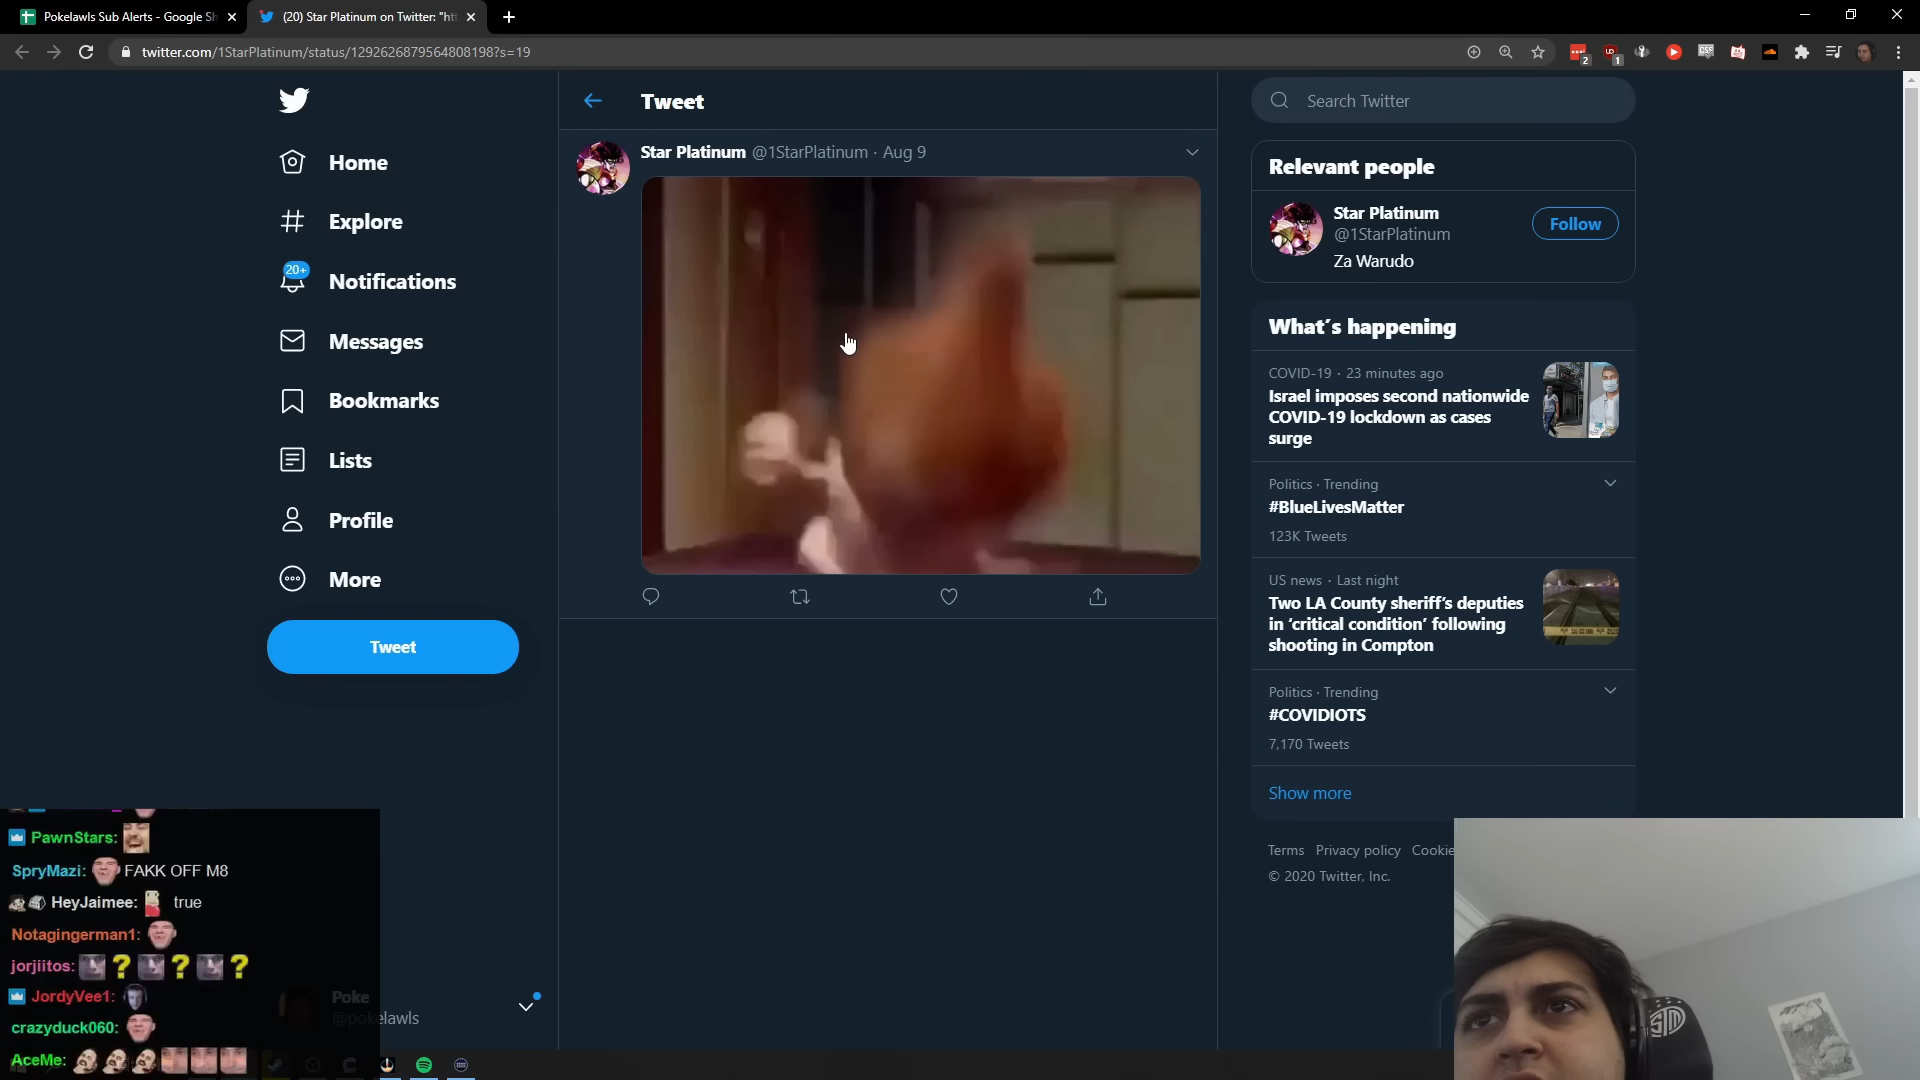 Pokelawls Sub Alerts - Google Sh
(20) Star Platinum on Twitter: "htt
twitter.com/1StarPlatinum/status/1292626879564808198?s=19
2
1
Home
Explore
20+
Notifications
Messages
Bookmarks
Lists
Profile
More
Tweet
Poke
@pokelawls
Tweet
Star Platinum @1StarPlatinum · Aug 9
Search Twitter
Relevant people
Star Platinum
@1StarPlatinum
Follow
Za Warudo
What's happening
COVID-19 · 23 minutes ago
Israel imposes second nationwide
COVID-19 lockdown as cases
surge
Politics · Trending
#BlueLivesMatter
123K Tweets
US news · Last night
Two LA County sheriff's deputies
in 'critical condition' following
shooting in Compton
Politics · Trending
#COVIDIOTS
7,170 Tweets
Show more
Terms Privacy policy Cookie
© 2020 Twitter, Inc.
PawnStars:
SpryMazi: FAKK OFF M8
HeyJaimee: true
Notagingerman1:
jorjiitos: ? ? ?
JordyVee1:
crazyduck060:
AceMe: